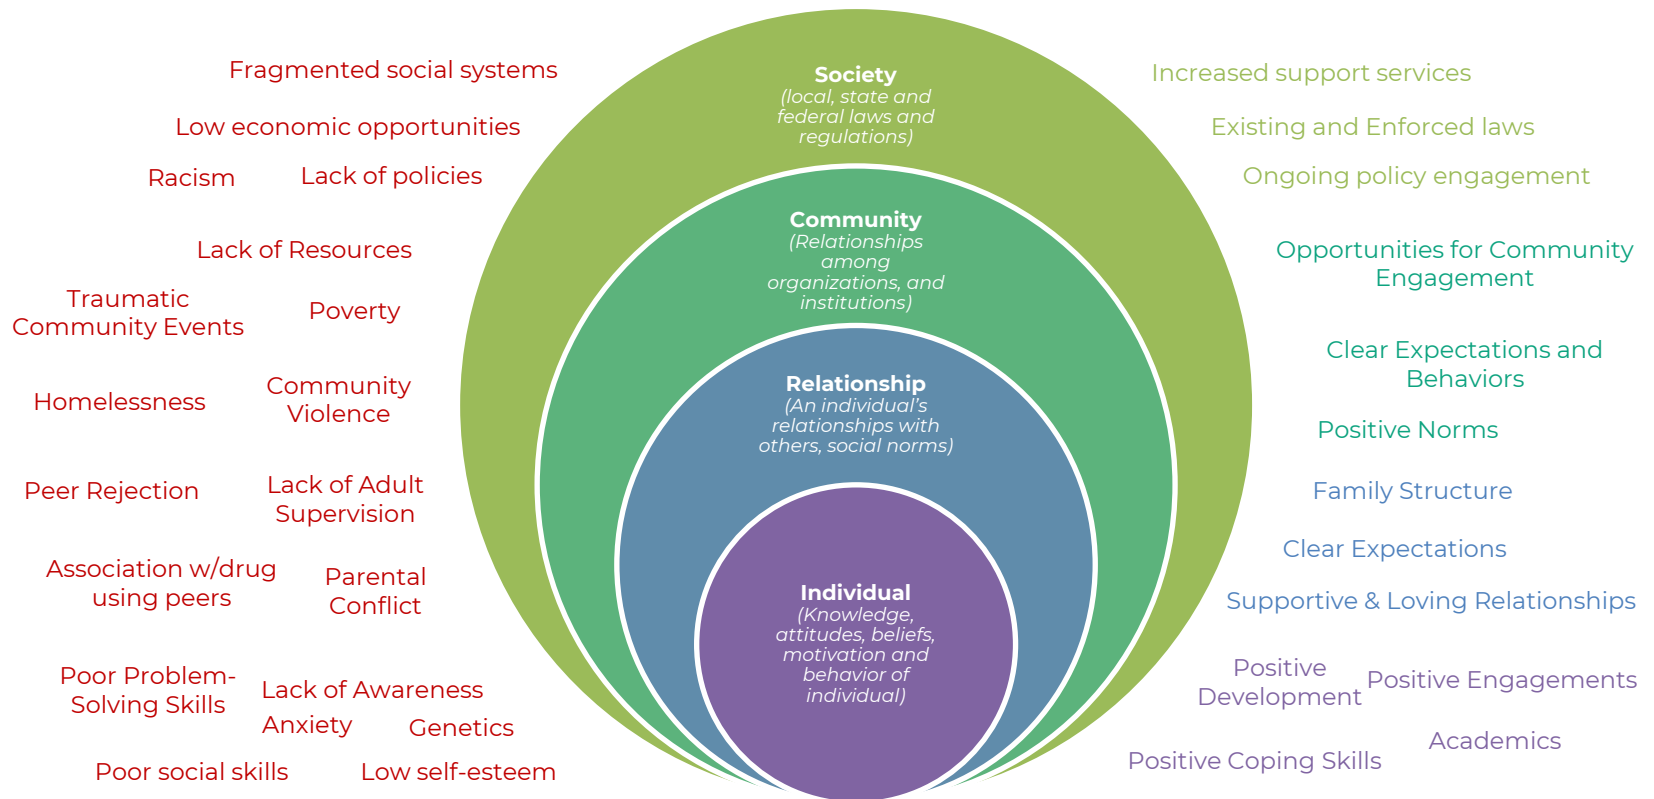 Fragmented social systems
Low economic opportunities
Racism
Lack of policies
Lack of Resources
Traumatic
Community Events
Poverty
Homelessness
Community
Violence
Peer Rejection
Lack of Adult
Supervision
Association w/drug
using peers
Parental
Conflict
Poor Problem-
Solving Skills
Lack of Awareness
Anxiety
Genetics
Poor social skills
Low self-esteem
Society
(local, state and
federal laws and
regulations)
Community
(Relationships
among
organizations, and
institutions)
Relationship
(An individual’s
relationships with
others, social norms)
Individual
(Knowledge,
attitudes, beliefs,
motivation and
behavior of
individual)
Increased support services
Existing and Enforced laws
Ongoing policy engagement
Opportunities for Community
Engagement
Clear Expectations and
Behaviors
Positive Norms
Family Structure
Clear Expectations
Supportive & Loving Relationships
Positive
Development
Positive Engagements
Academics
Positive Coping Skills